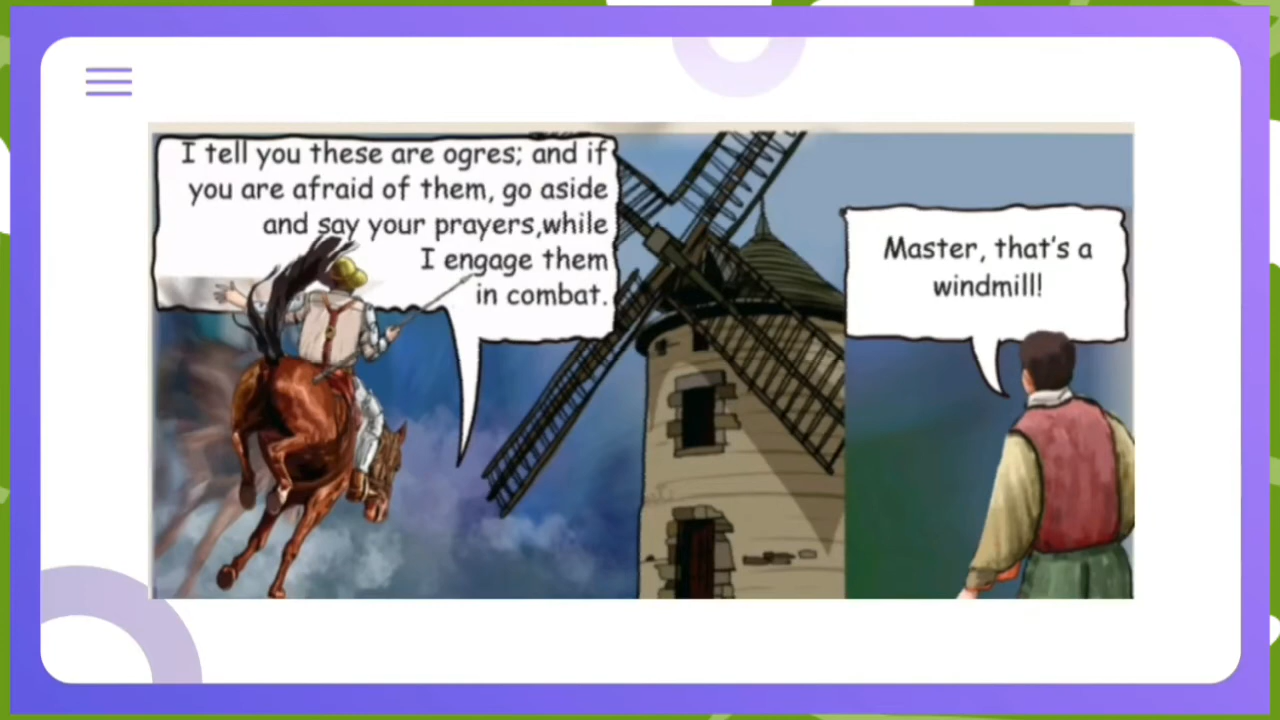 I tell you these are ogres; and if
you are afraid of them, go aside
and say your prayers,while
I engage them
in combat.
Master, that's a
windmill!